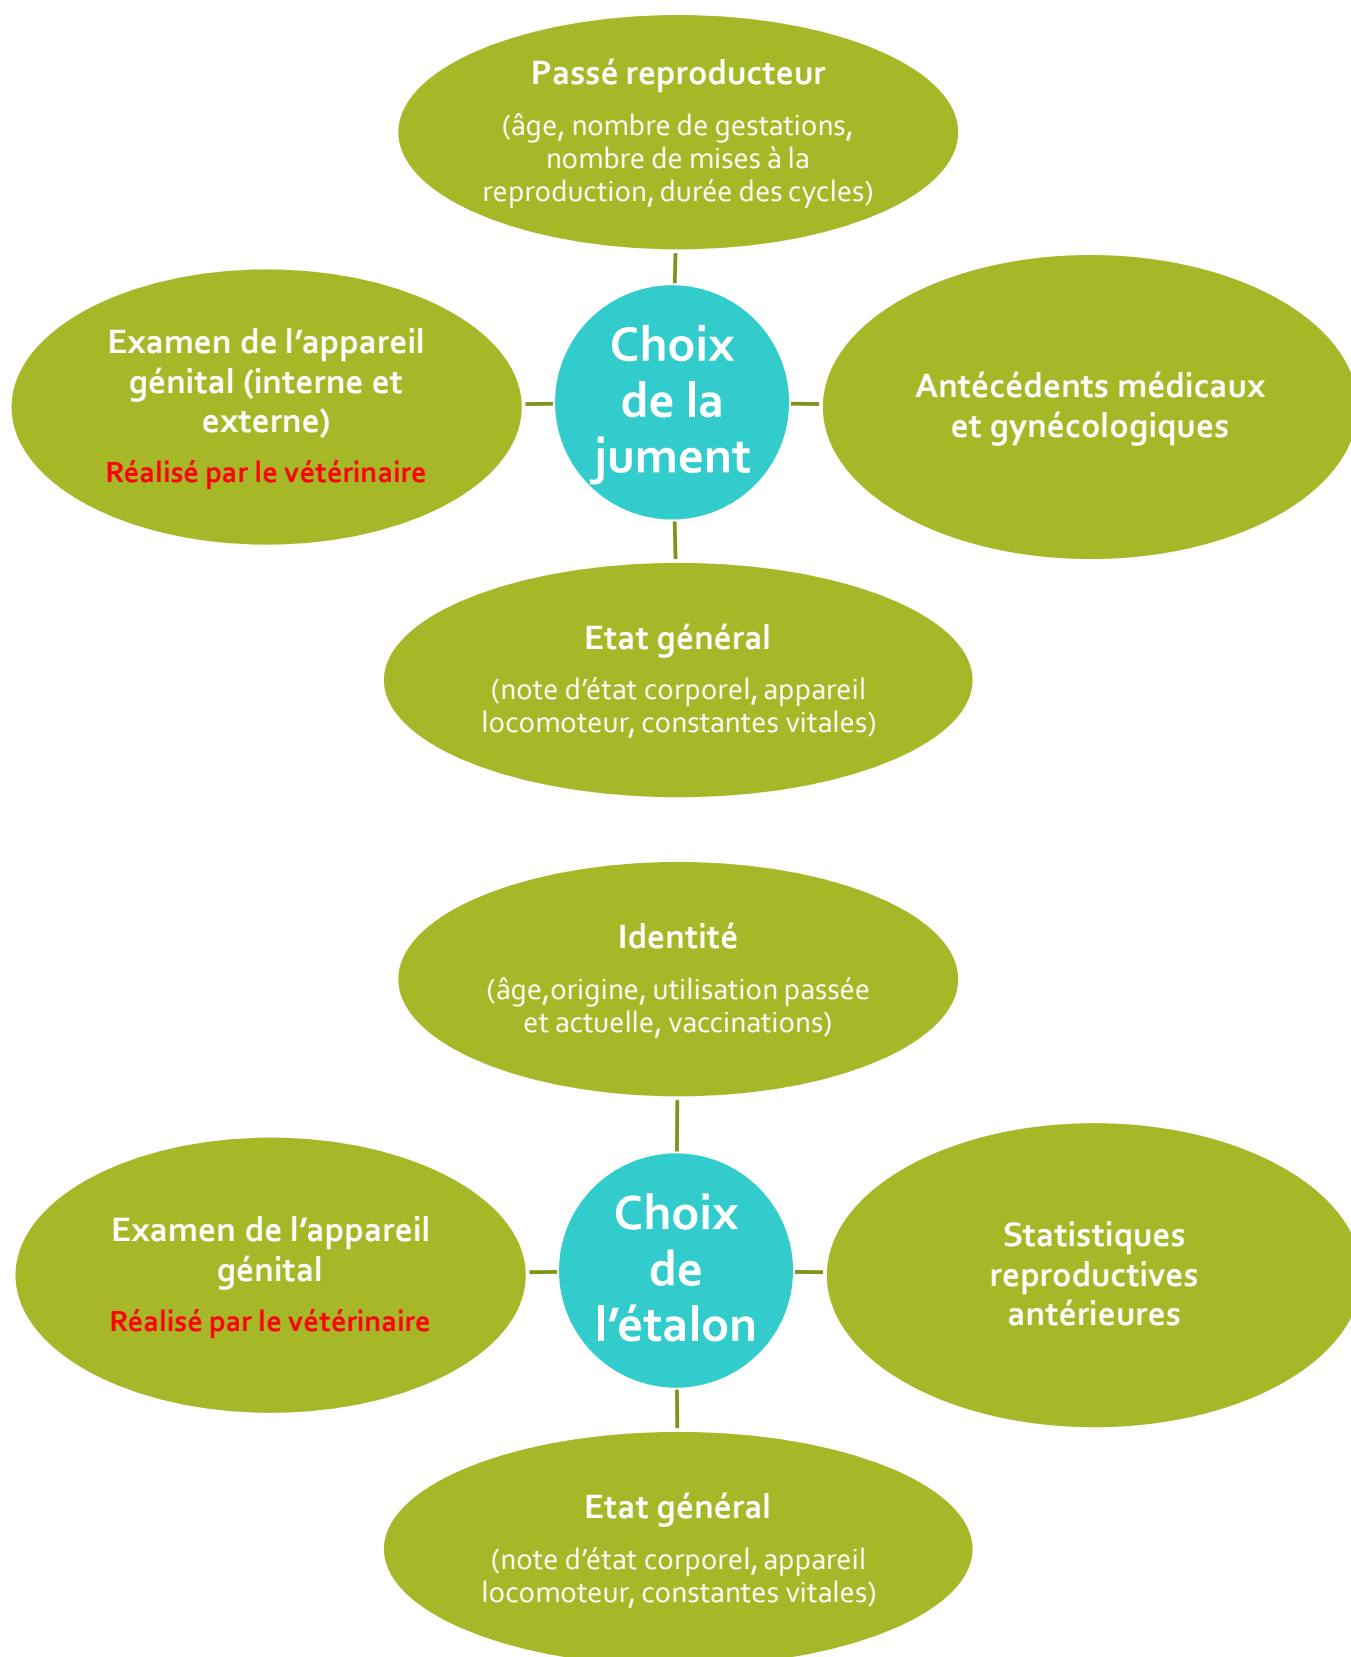 Passé reproducteur
(âge, nombre de gestations,
nombre de mises à la
reproduction, durée des cycles)
Examen de l’appareil
génital (interne et
externe)
Réalisé par le vétérinaire
Choix
de la
jument
Antécédents médicaux
et gynécologiques
Etat général
(note d’état corporel, appareil
locomoteur, constantes vitales)
Identité
(âge,origine, utilisation passée
et actuelle, vaccinations)
Examen de l’appareil
génital
Réalisé par le vétérinaire
Choix
de
l’étalon
Statistiques
reproductives
antérieures
Etat général
(note d’état corporel, appareil
locomoteur, constantes vitales)